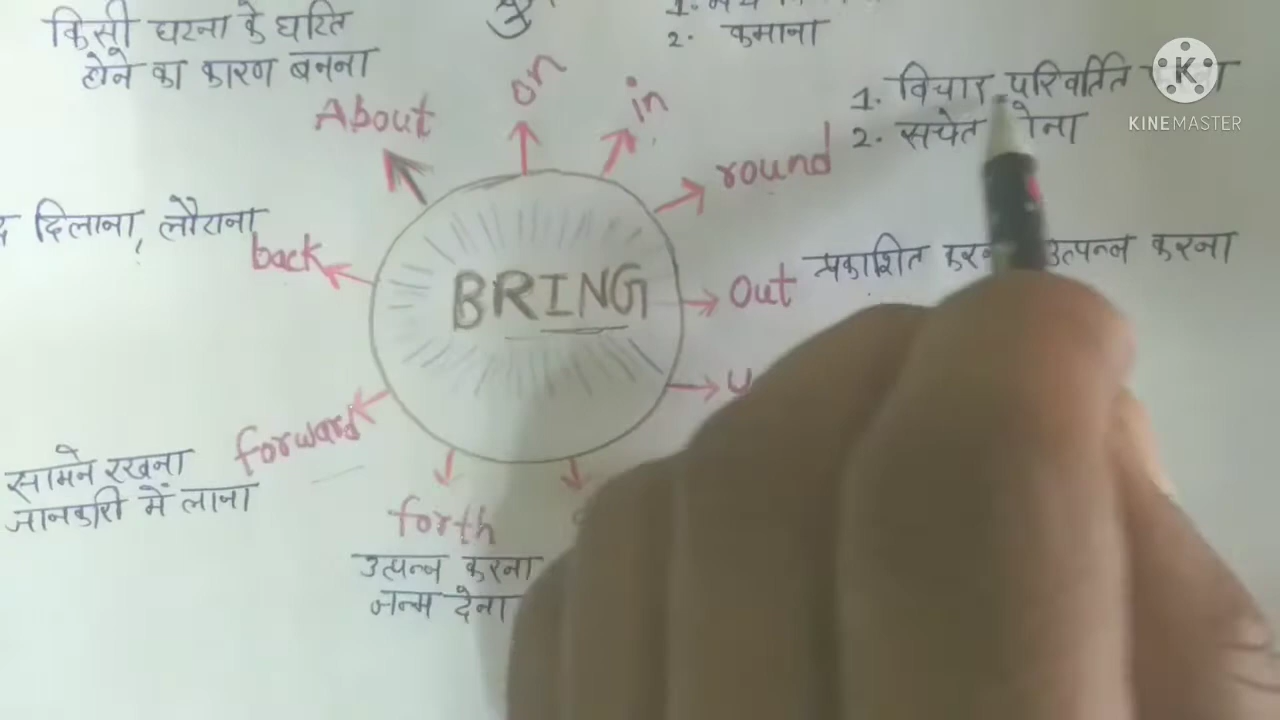 किसी घटना के घटित
होने का कारण बनना
2. कमाना
on
in
About
1. विचार परिवर्तित
2. सचेत
round
KINEMASTER
दिलाना, लौटाना
back
BRING
Out प्रकाशित उत्पन्न करना
forward
सामने रखना
जानकारी में लाना
forth
उत्पन्न करना
जन्म देना